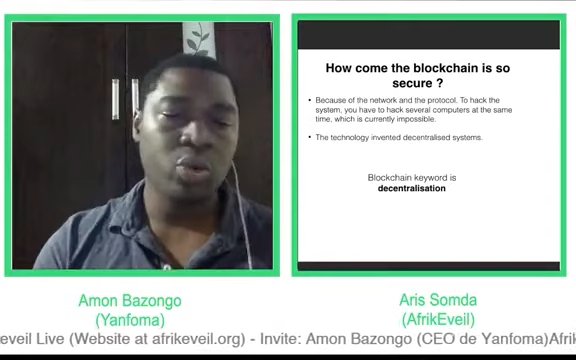 How come the blockchain is so
secure ?
• Because of the network and the protocol. To hack the
system, you have to hack several computers at the same
time, which is currently impossible.
• The technology invented decentralised systems.
Blockchain keyword is
decentralisation
Amon Bazongo
(Yanfoma)
Aris Somda
(AfrikEveil)
eveil Live (Website at afrikeveil.org) - Invite: Amon Bazongo (CEO de Yanfoma)Afrik